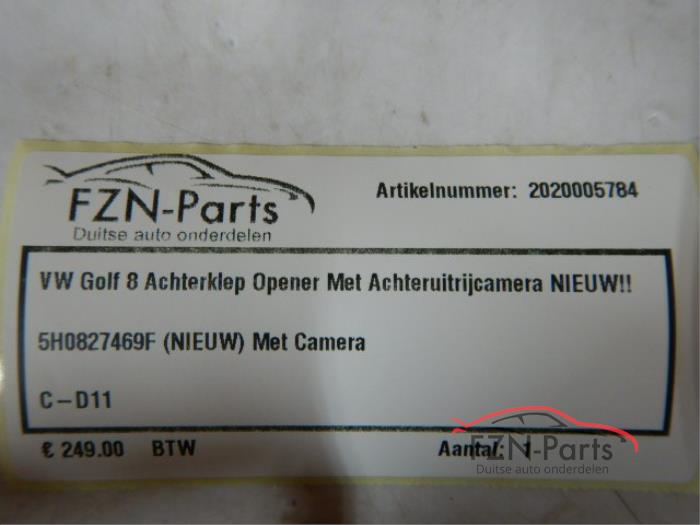 FZN-Parts
Duitse auto onderdelen
Artikelnummer: 2020005784
VW Golf 8 Achterklep Opener Met Achteruitrijcamera NIEUW!!
5H0827469F (NIEUW) Met Camera
C-D11
€ 249.00 BTW
Aantal: 1
FZN-Parts
Duitse auto onderdelen